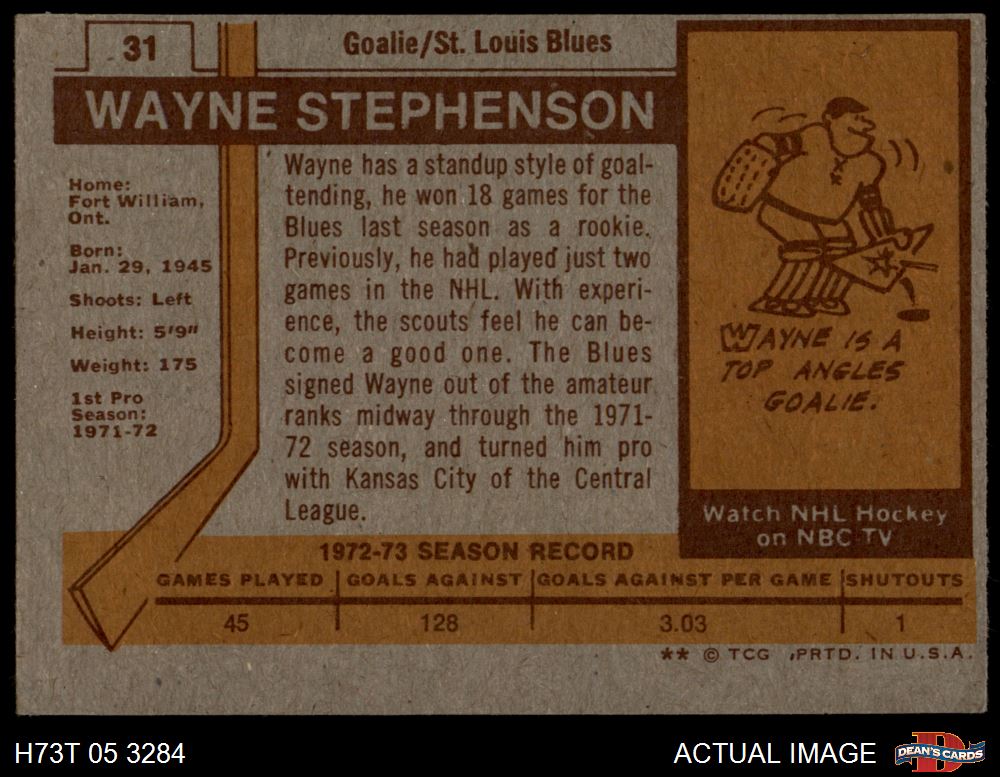 31
Goalie/St. Louis Blues
WAYNE STEPHENSON
Home:
Fort William,
Ont.
Born:
Jan. 29, 1945
Shoots: Left
Height: 5'9"
Weight: 175
1st Pro
Season:
1971-72
Wayne has a standup style of goal-
tending, he won 18 games for the
Blues last season as a rookie.
Previously, he had played just two
games in the NHL. With experi-
ence, the scouts feel he can be-
come a good one. The Blues
signed Wayne out of the amateur
ranks midway through the 1971-
72 season, and turned him pro
with Kansas City of the Central
League.
WAYNE IS A
TOP ANGLES
GOALIE.
Watch NHL Hockey
on NBC TV
1972-73 SEASON RECORD
GAMES PLAYED GOALS AGAINST GOALS AGAINST PER GAME SHUTOUTS
45 128 3.03 1
** © TCG ,PRTD. IN U.S.A.
H73T 05 3284
ACTUAL IMAGE
D
DEAN'S CARDS